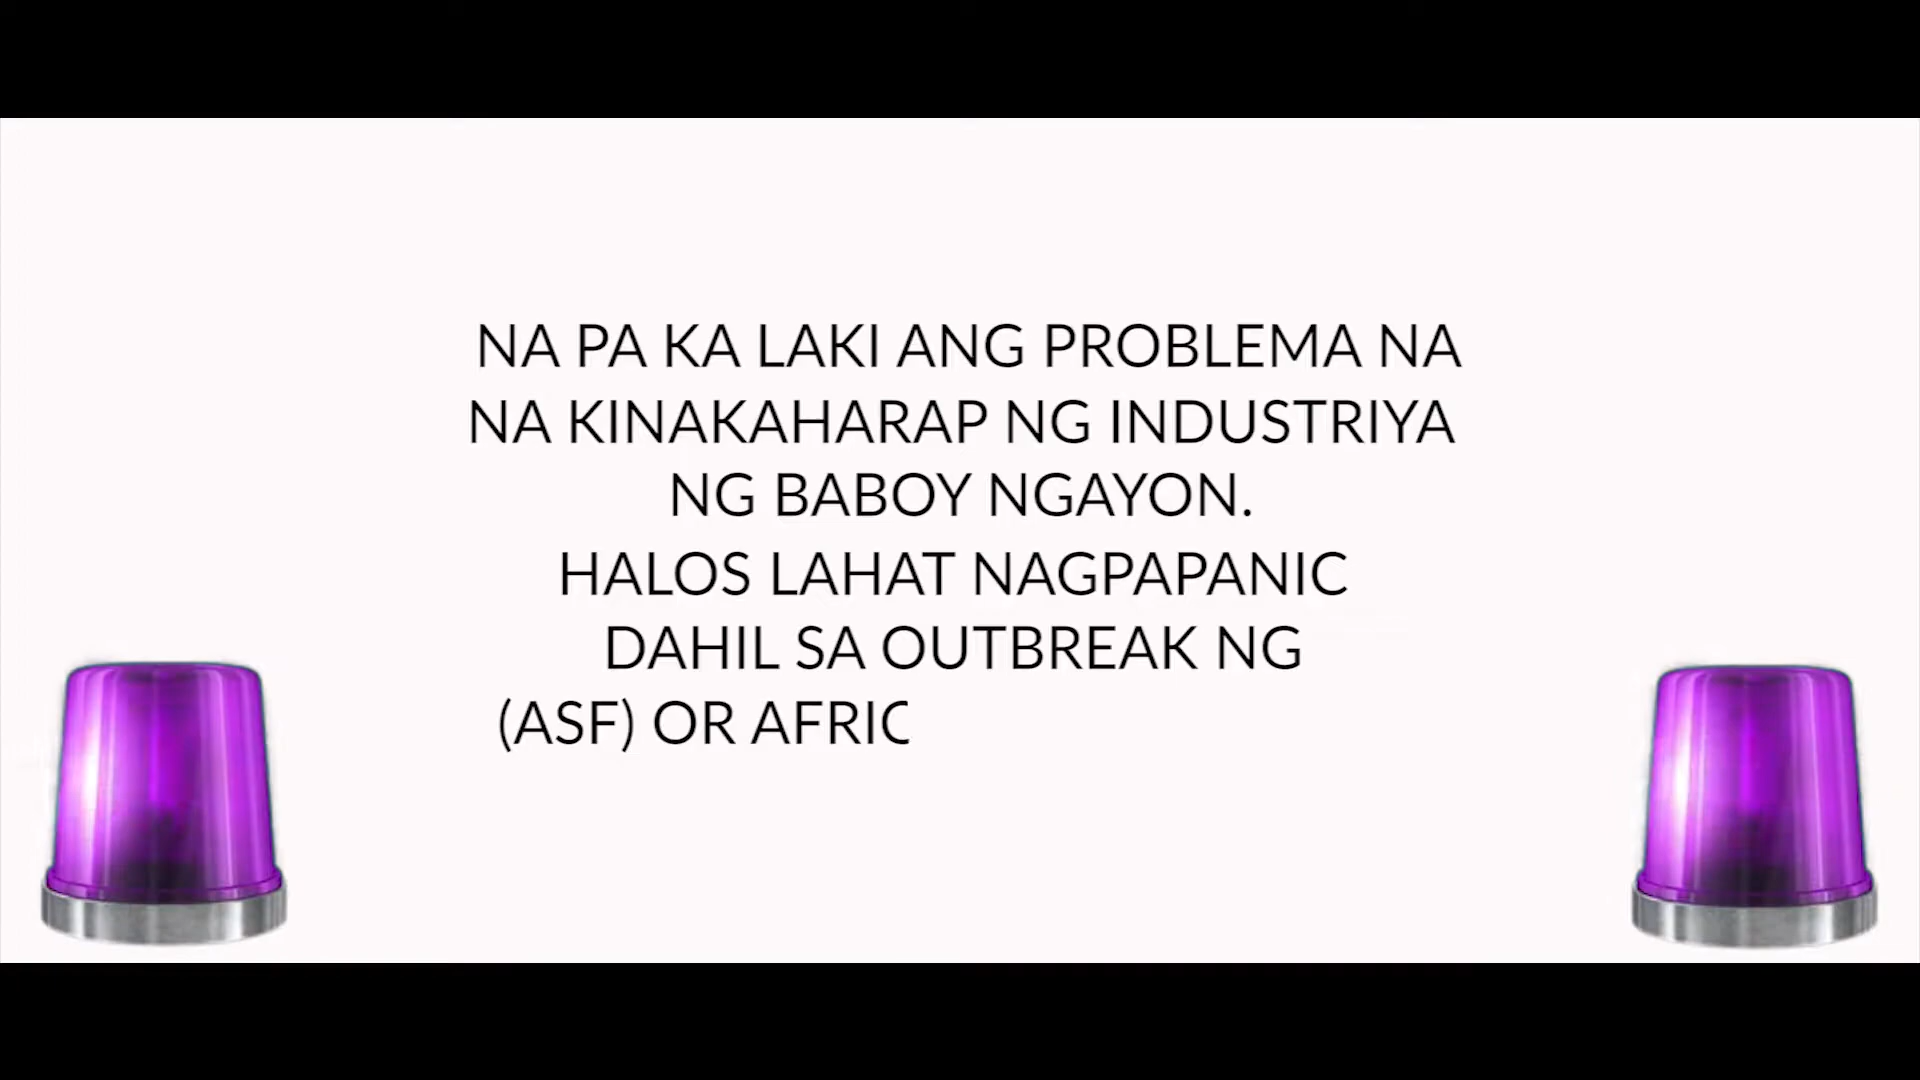 NA PA KA LAKI ANG PROBLEMA NA
NA KINAKAHARAP NG INDUSTRIYA
NG BABOY NGAYON.
HALOS LAHAT NAGPAPANIC
DAHIL SA OUTBREAK NG
(ASF) OR AFRIC